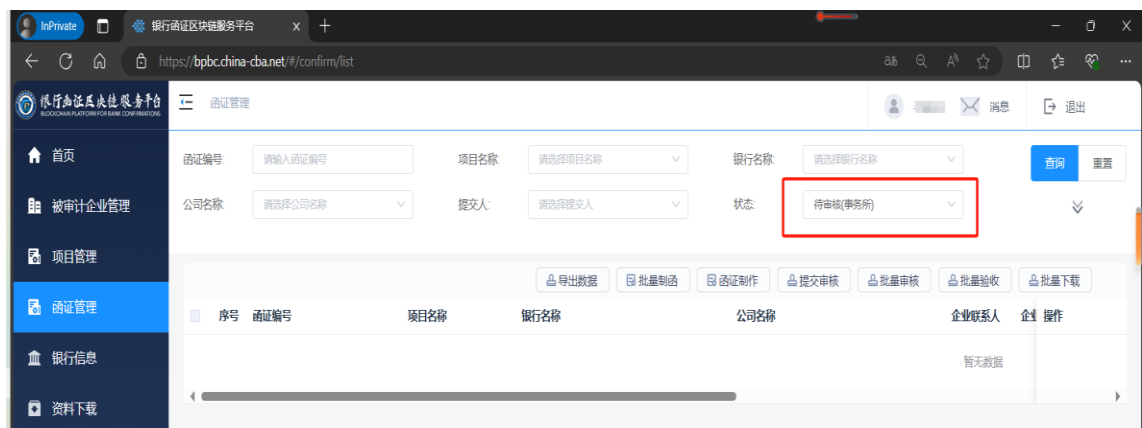 InPrivate 银行函证区块链服务平台
https://bpbc.china-cba.net/#/confirm/list
银行函证区块链服务平台 函证管理 消息 退出
BLOCKCHAIN PLATFORM FOR BANK CONFIRMATIONS
首页
被审计企业管理
项目管理
函证管理
银行信息
资料下载
函证编号: 请输入函证编号 项目名称: 请选择项目名称 银行名称: 请选择银行名称 查询 重置
公司名称: 请选择公司名称 提交人: 请选择提交人 状态: 待审核(事务所)
导出数据 批量制函 函证制作 提交审核 批量审核 批量验收 批量下载
序号 函证编号 项目名称 银行名称 公司名称 企业联系人 企业 操作
暂无数据